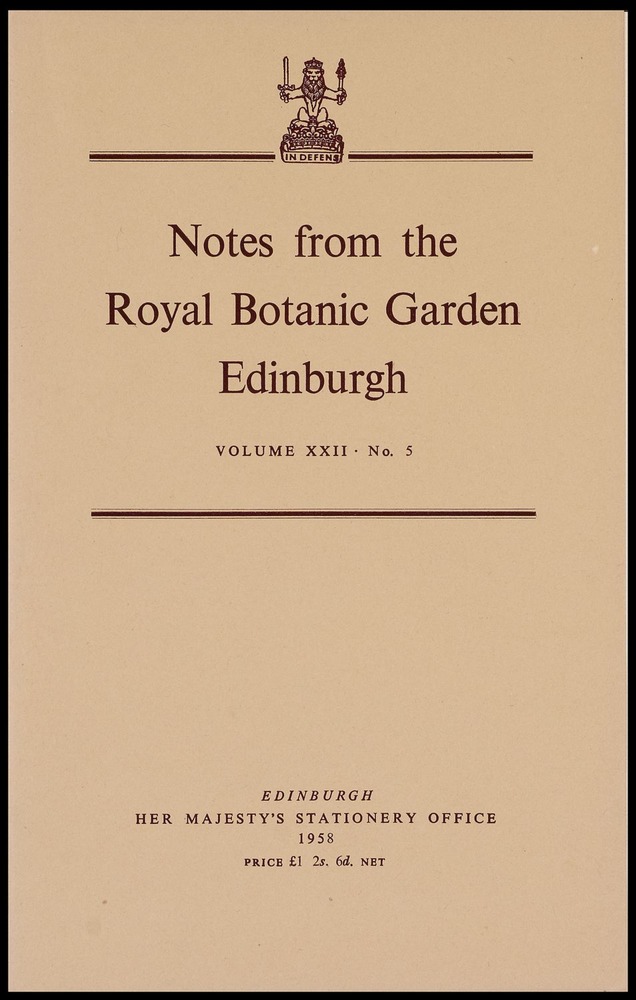 IN DEFENS
Notes from the
Royal Botanic Garden
Edinburgh
VOLUME XXII · No. 5
EDINBURGH
HER MAJESTY'S STATIONERY OFFICE
1958
PRICE £1 2s. 6d. NET